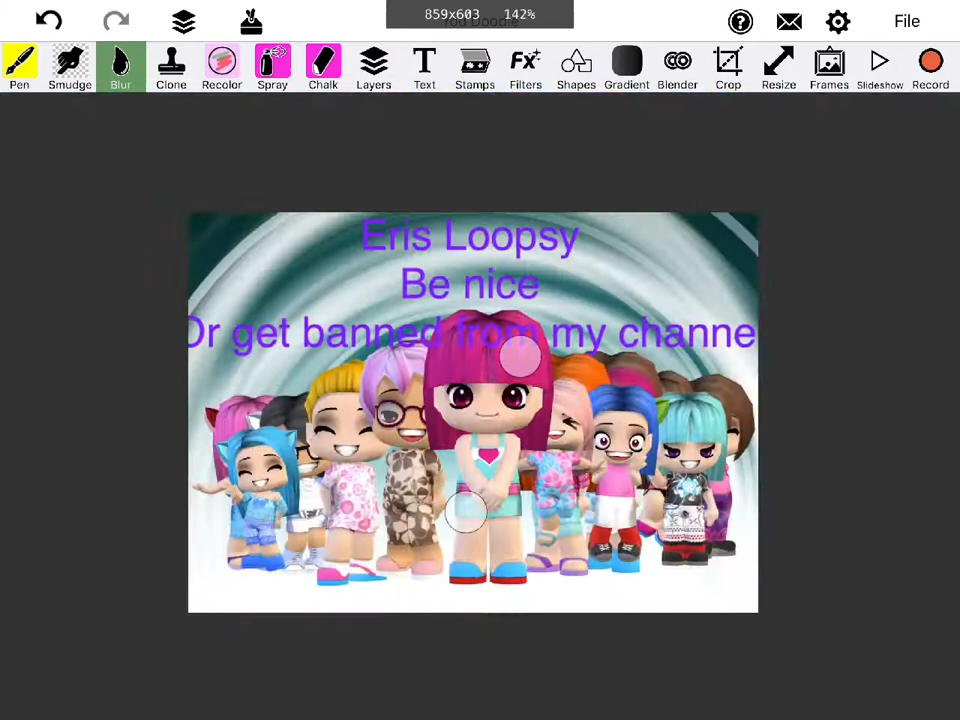 859x603 142%
File
Pen Smudge Blur Clone Recolor Spray Chalk Layers Text Stamps Filters Shapes Gradient Blender Crop Resize Frames Slideshow Record
Eris Loopsy
Be nice
Or get banned from my channe